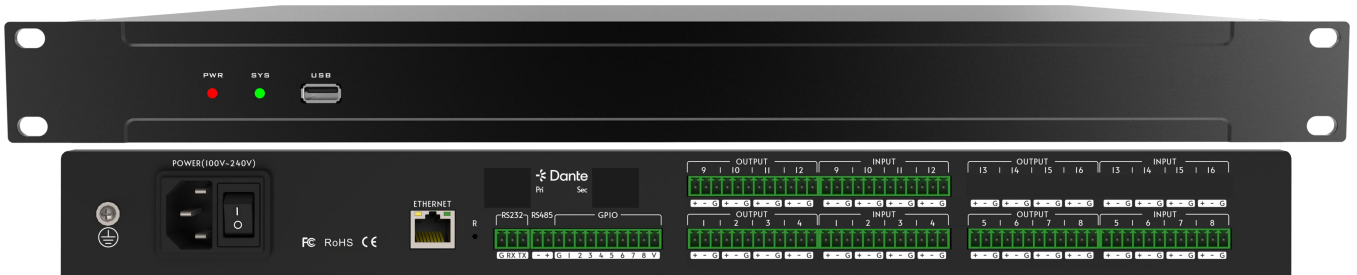 PWR SYS USB
POWER(100V~240V)
I
O
FC RoHS CE
ETHERNET
R
Dante
Pri Sec
RS232 RS485 GPIO
G RX TX - + G 1 2 3 4 5 6 7 8 V
OUTPUT INPUT
9 | 10 | 11 | 12 9 | 10 | 11 | 12
+ - G + - G + - G + - G + - G + - G + - G + - G
OUTPUT INPUT
1 | 2 | 3 | 4 1 | 2 | 3 | 4
+ - G + - G + - G + - G + - G + - G + - G + - G
OUTPUT INPUT
13 | 14 | 15 | 16 13 | 14 | 15 | 16
+ - G + - G + - G + - G + - G + - G + - G + - G
OUTPUT INPUT
5 | 6 | 7 | 8 5 | 6 | 7 | 8
+ - G + - G + - G + - G + - G + - G + - G + - G